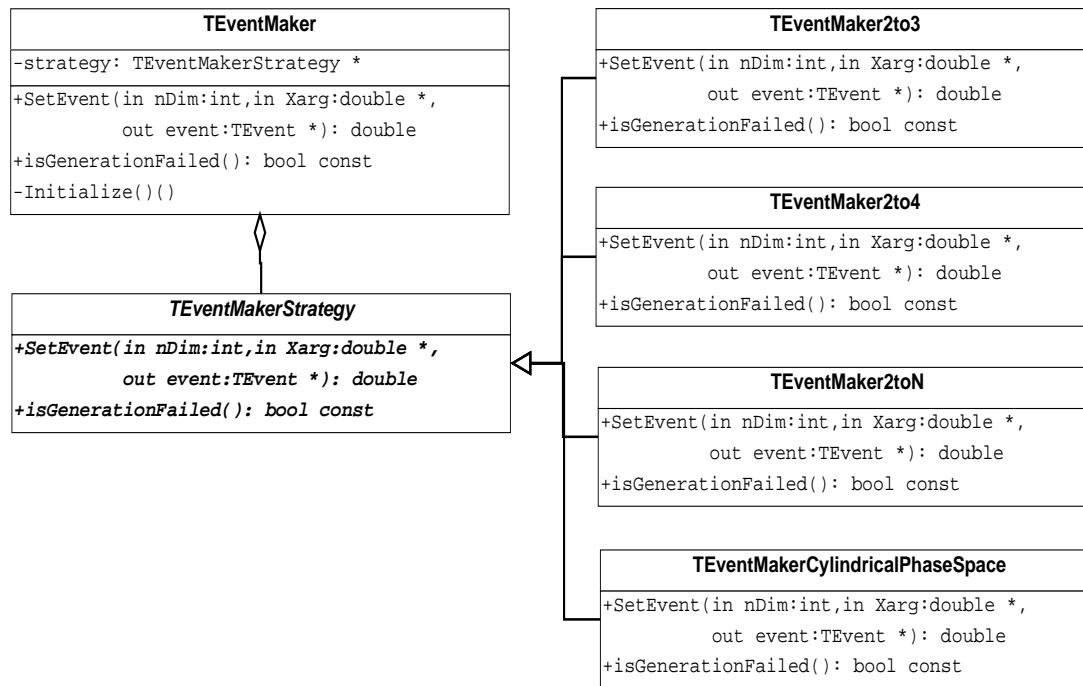 TEventMaker
-strategy: TEventMakerStrategy *
+SetEvent(in nDim:int,in Xarg:double *,
out event:TEvent *): double
+isGenerationFailed(): bool const
-Initialize()()
TEventMakerStrategy
+SetEvent(in nDim:int,in Xarg:double *,
out event:TEvent *): double
+isGenerationFailed(): bool const
TEventMaker2to3
+SetEvent(in nDim:int,in Xarg:double *,
out event:TEvent *): double
+isGenerationFailed(): bool const
TEventMaker2to4
+SetEvent(in nDim:int,in Xarg:double *,
out event:TEvent *): double
+isGenerationFailed(): bool const
TEventMaker2toN
+SetEvent(in nDim:int,in Xarg:double *,
out event:TEvent *): double
+isGenerationFailed(): bool const
TEventMakerCylindricalPhaseSpace
+SetEvent(in nDim:int,in Xarg:double *,
out event:TEvent *): double
+isGenerationFailed(): bool const